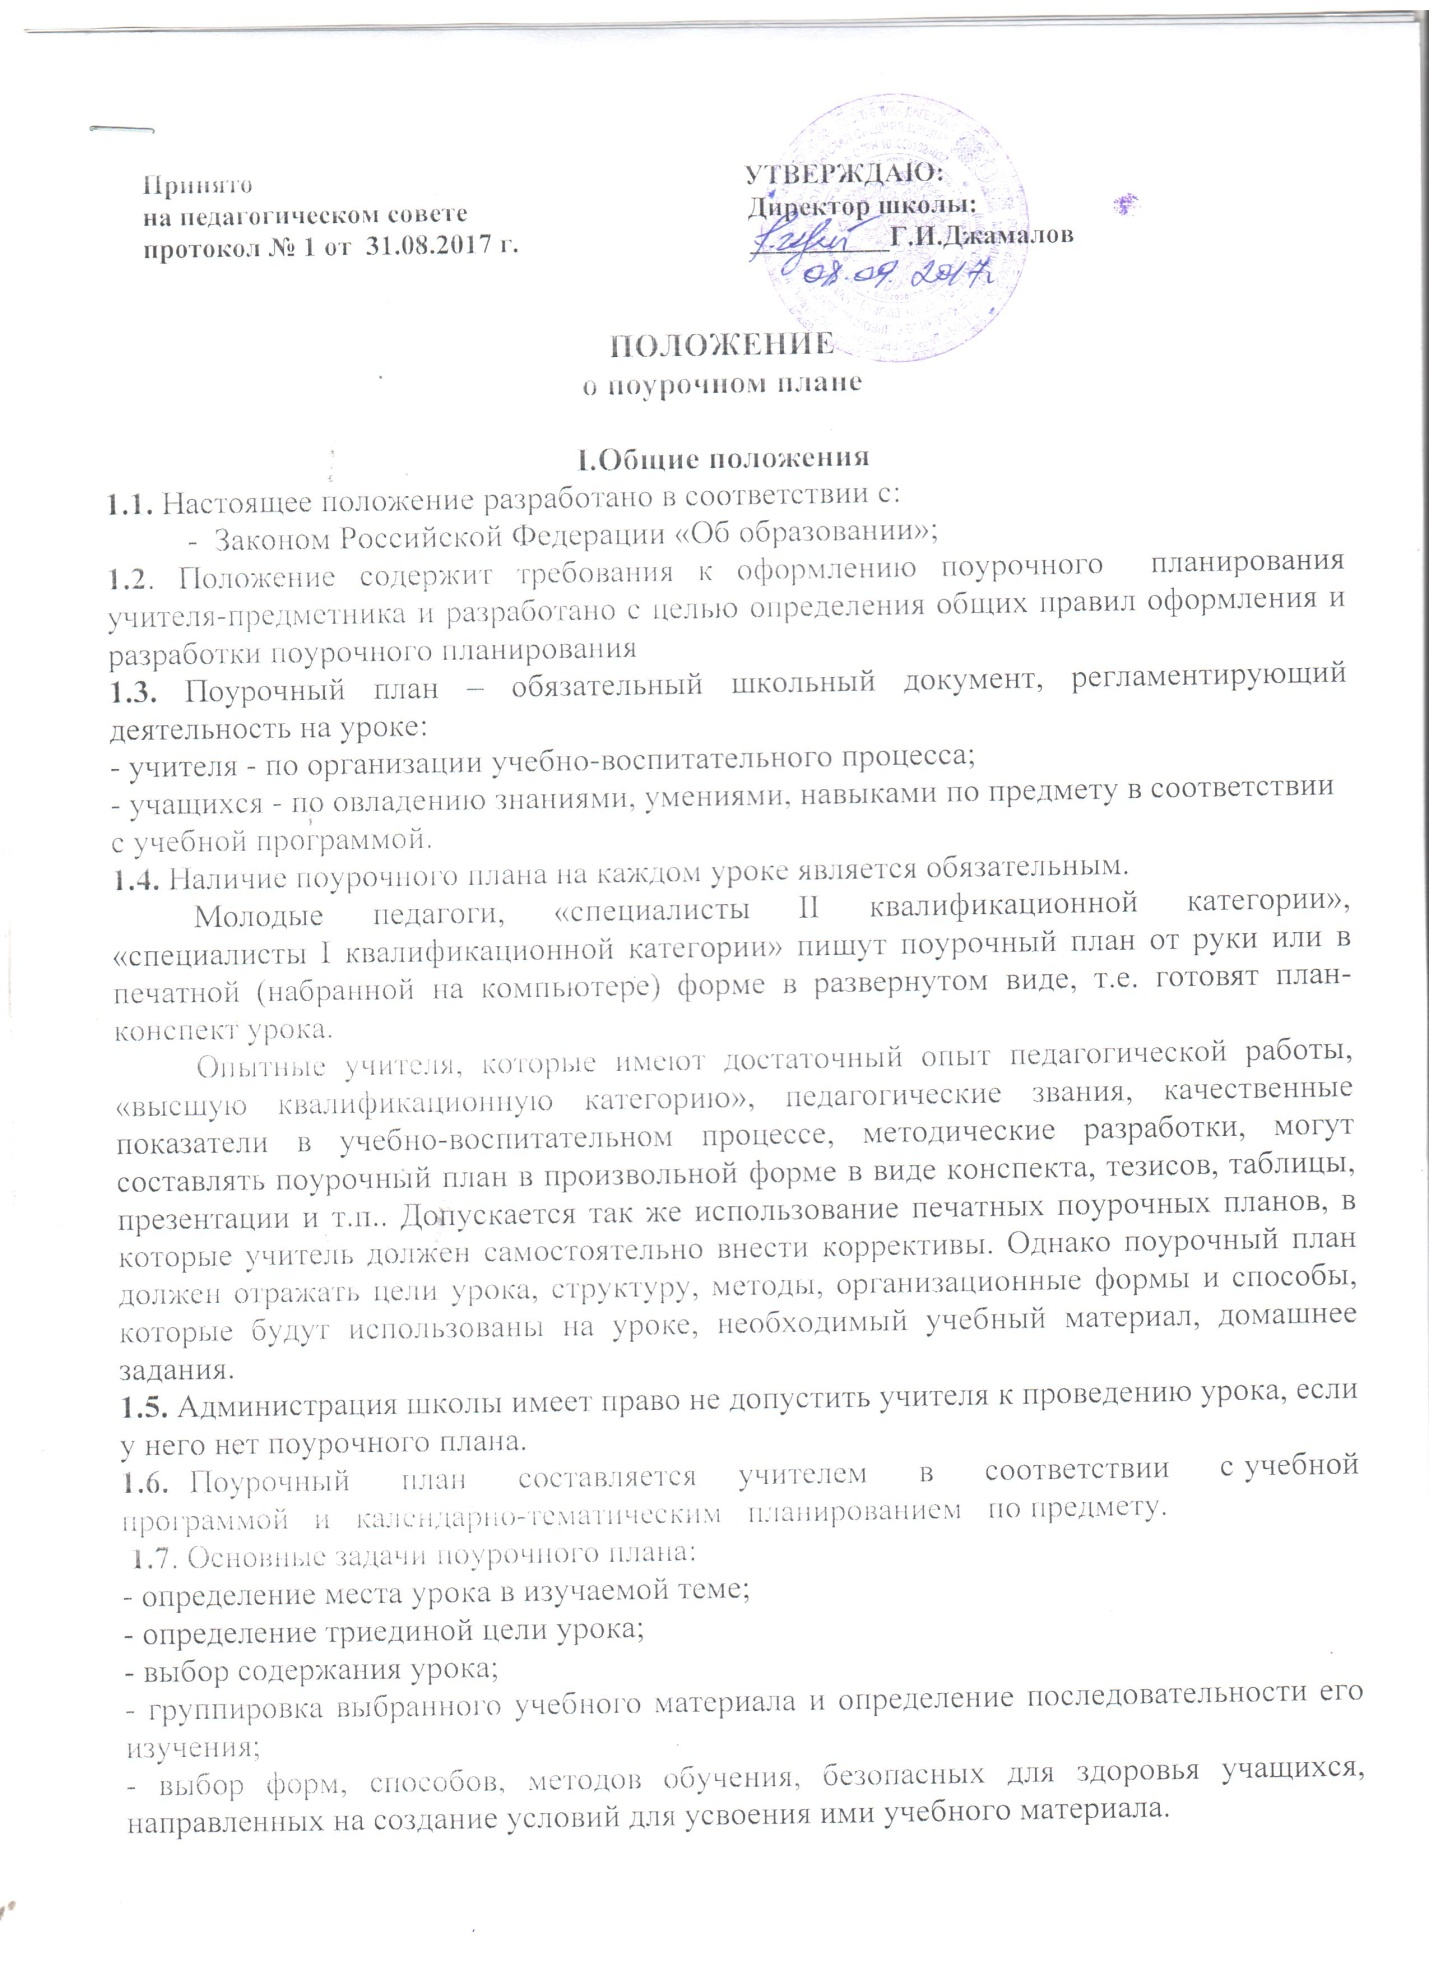 Принято
на педагогическом совете
протокол № 1 от 31.08.2017 г.
УТВЕРЖДАЮ:
Директор школы:
__________Г.И.Джамалов
08.09. 2017г.
ПОЛОЖЕНИЕ
о поурочном плане
I.Общие положения
1.1. Настоящее положение разработано в соответствии с:
- Законом Российской Федерации «Об образовании»;
1.2. Положение содержит требования к оформлению поурочного планирования
учителя-предметника и разработано с целью определения общих правил оформления и
разработки поурочного планирования
1.3. Поурочный план – обязательный школьный документ, регламентирующий
деятельность на уроке:
- учителя - по организации учебно-воспитательного процесса;
- учащихся - по овладению знаниями, умениями, навыками по предмету в соответствии
с учебной программой.
1.4. Наличие поурочного плана на каждом уроке является обязательным.
Молодые педагоги, «специалисты II квалификационной категории»,
«специалисты I квалификационной категории» пишут поурочный план от руки или в
печатной (набранной на компьютере) форме в развернутом виде, т.е. готовят план-
конспект урока.
Опытные учителя, которые имеют достаточный опыт педагогической работы,
«высшую квалификационную категорию», педагогические звания, качественные
показатели в учебно-воспитательном процессе, методические разработки, могут
составлять поурочный план в произвольной форме в виде конспекта, тезисов, таблицы,
презентации и т.п.. Допускается так же использование печатных поурочных планов, в
которые учитель должен самостоятельно внести коррективы. Однако поурочный план
должен отражать цели урока, структуру, методы, организационные формы и способы,
которые будут использованы на уроке, необходимый учебный материал, домашнее
задания.
1.5. Администрация школы имеет право не допустить учителя к проведению урока, если
у него нет поурочного плана.
1.6. Поурочный план составляется учителем в соответствии с учебной
программой и календарно-тематическим планированием по предмету.
1.7. Основные задачи поурочного плана:
- определение места урока в изучаемой теме;
- определение триединой цели урока;
- выбор содержания урока;
- группировка выбранного учебного материала и определение последовательности его
изучения;
- выбор форм, способов, методов обучения, безопасных для здоровья учащихся,
направленных на создание условий для усвоения ими учебного материала.